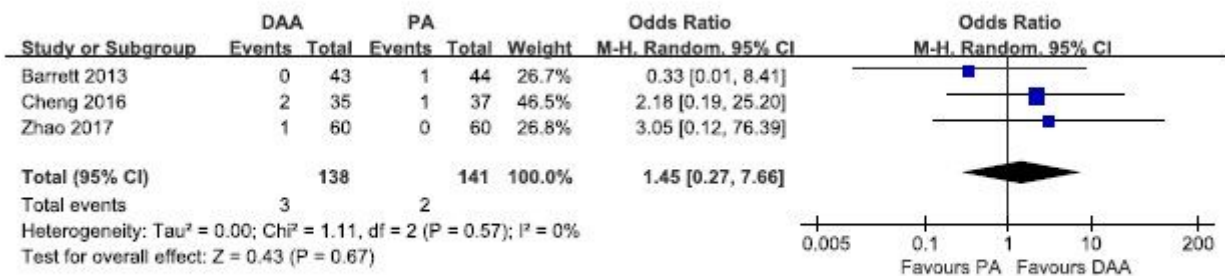 DAA PA Odds Ratio Odds Ratio
Study or Subgroup Events Total Events Total Weight M-H. Random. 95% CI M-H. Random. 95% CI
Barrett 2013 0 43 1 44 26.7% 0.33 [0.01, 8.41]
Cheng 2016 2 35 1 37 46.5% 2.18 [0.19, 25.20]
Zhao 2017 1 60 0 60 26.8% 3.05 [0.12, 76.39]
Total (95% CI) 138 141 100.0% 1.45 [0.27, 7.66]
Total events 3 2
Heterogeneity: Tau² = 0.00; Chi² = 1.11, df = 2 (P = 0.57); I² = 0%
Test for overall effect: Z = 0.43 (P = 0.67)
0.005 0.1 1 10 200
Favours PA Favours DAA